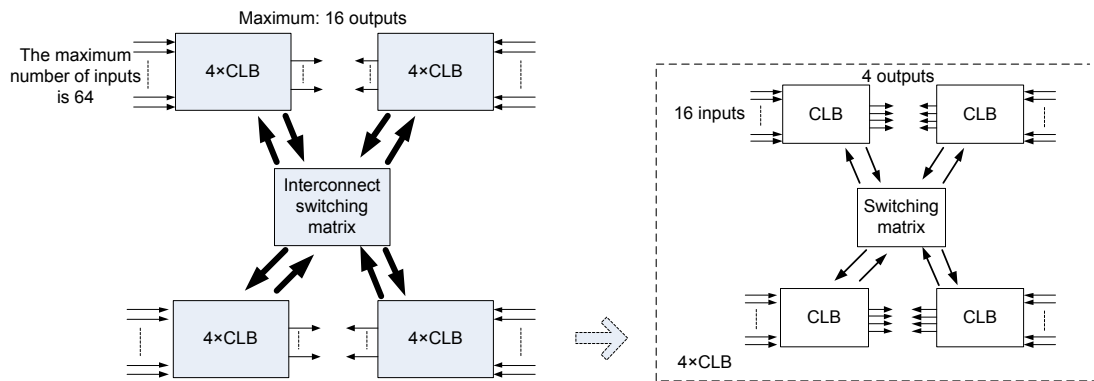 Maximum: 16 outputs
The maximum
number of inputs
is 64
4×CLB
4×CLB
Interconnect
switching
matrix
4×CLB
4×CLB
4 outputs
16 inputs
CLB
CLB
Switching
matrix
CLB
CLB
4×CLB